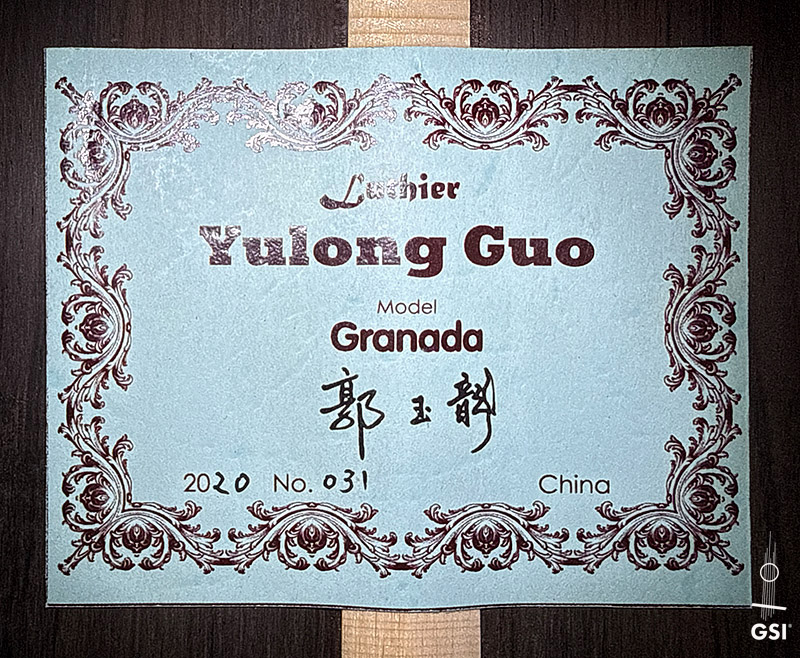 Luthier
Yulong Guo
Model
Granada
郭玉龍
2020 No. 031 China
GSI